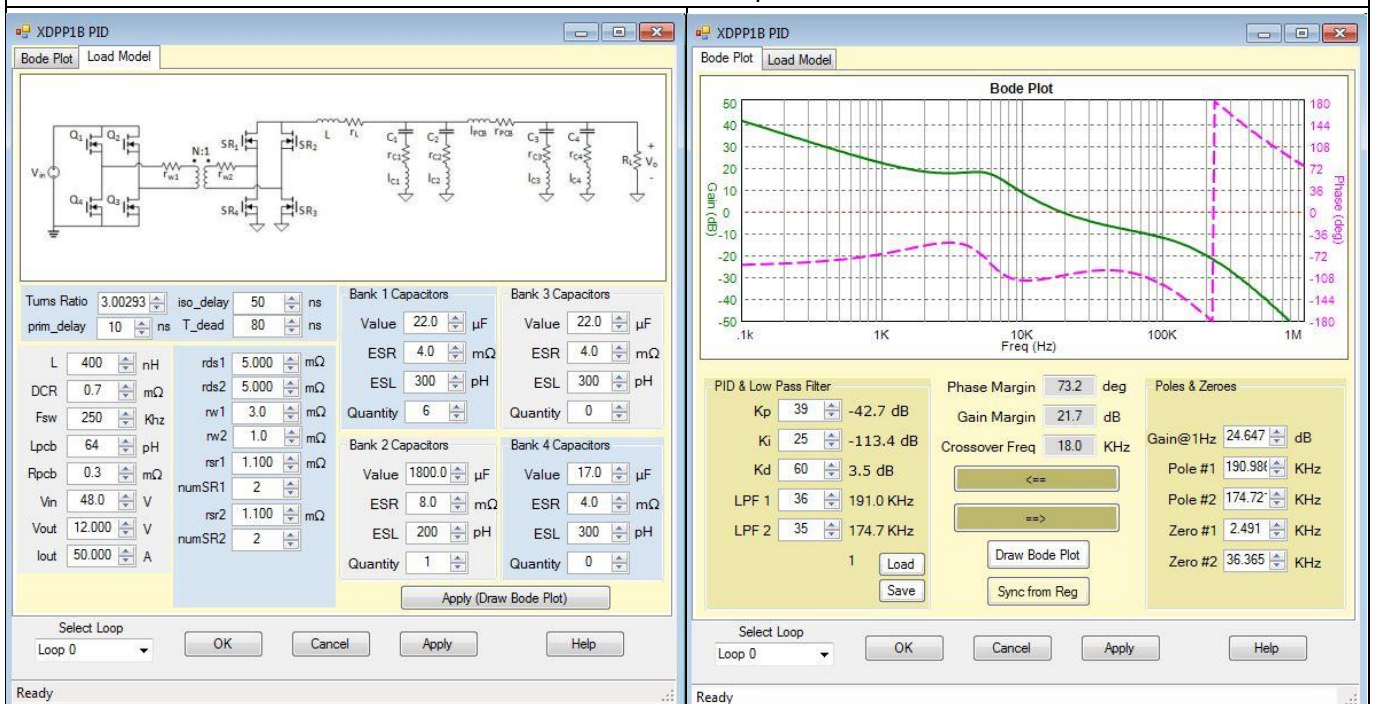 XDPP1B PID
Bode Plot Load Model
Q1 Q2
N:1
SR1 SR2
L rL
C1 C2
lPCB rPCB
C3 C4
Vin
rw1 rw2
rC1 rC2 rC3 rC4
RL Vo
+
-
lC1 lC2 lC3 lC4
Q4 Q3
SR4 SR3
Turns Ratio 3.00293 iso_delay 50 ns
prim_delay 10 ns T_dead 80 ns
L 400 nH
DCR 0.7 mΩ
Fsw 250 Khz
Lpcb 64 pH
Rpcb 0.3 mΩ
Vin 48.0 V
Vout 12.000 V
Iout 50.000 A
rds1 5.000 mΩ
rds2 5.000 mΩ
rw1 3.0 mΩ
rw2 1.0 mΩ
rsr1 1.100 mΩ
numSR1 2
rsr2 1.100 mΩ
numSR2 2
Bank 1 Capacitors
Value 22.0 µF
ESR 4.0 mΩ
ESL 300 pH
Quantity 6
Bank 3 Capacitors
Value 22.0 µF
ESR 4.0 mΩ
ESL 300 pH
Quantity 0
Bank 2 Capacitors
Value 1800.0 µF
ESR 8.0 mΩ
ESL 200 pH
Quantity 1
Bank 4 Capacitors
Value 17.0 µF
ESR 4.0 mΩ
ESL 300 pH
Quantity 0
Apply (Draw Bode Plot)
Select Loop
Loop 0 OK Cancel Apply Help
Ready
XDPP1B PID
Bode Plot Load Model
Bode Plot
50 40 30 20 10 0 -10 -20 -30 -40 -50
Gain (dB)
180 144 108 72 36 0 -36 -72 -108 -144 -180
Phase (deg)
.1k 1K 10K 100K 1M
Freq (Hz)
PID & Low Pass Filter
Kp 39 -42.7 dB
Ki 25 -113.4 dB
Kd 60 3.5 dB
LPF 1 36 191.0 KHz
LPF 2 35 174.7 KHz
1 Load
Save
Phase Margin 73.2 deg
Gain Margin 21.7 dB
Crossover Freq 18.0 KHz
<==
==>
Draw Bode Plot
Sync from Reg
Poles & Zeroes
Gain@1Hz 24.647 dB
Pole #1 190.986 KHz
Pole #2 174.72 KHz
Zero #1 2.491 KHz
Zero #2 36.365 KHz
Select Loop
Loop 0 OK Cancel Apply Help
Ready